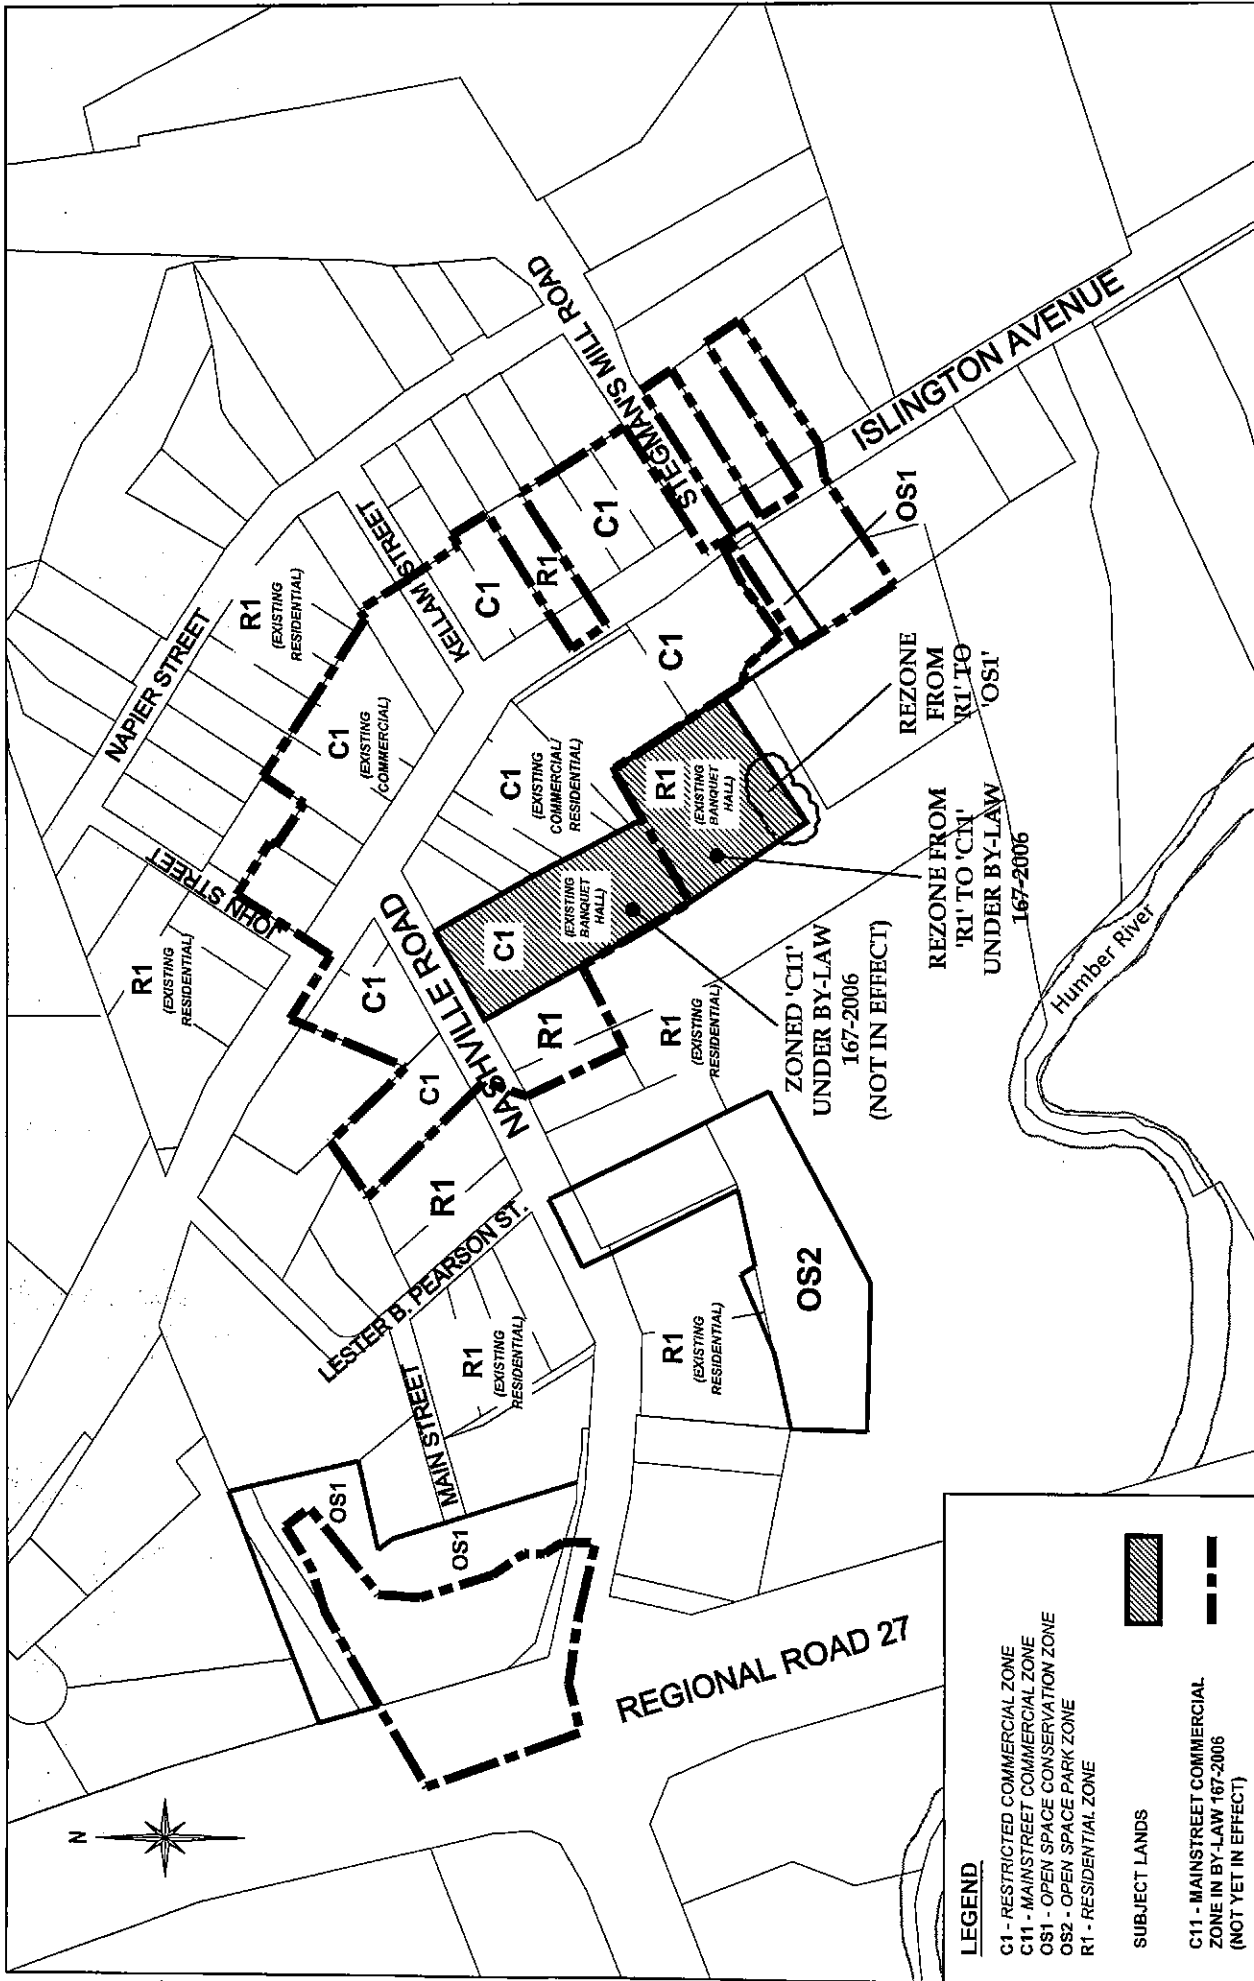 N
NAPIER STREET
R1
(EXISTING
RESIDENTIAL)
JOHN STREET
R1
(EXISTING
RESIDENTIAL)
KELLAM STREET
C1
(EXISTING
COMMERCIAL)
C1
R1
C1
STEGMAN'S MILL ROAD
ISLINGTON AVENUE
C1
OS1
C1
(EXISTING
COMMERCIAL/
RESIDENTIAL)
C1
C1
NASHVILLE ROAD
C1
(EXISTING
BANQUET
HALL)
R1
(EXISTING
BANQUET
HALL)
REZONE
FROM
'R1' TO
'OS1'
REZONE FROM
'R1' TO 'C11'
UNDER BY-LAW
167-2006
ZONED 'C11'
UNDER BY-LAW
167-2006
(NOT IN EFFECT)
R1
R1
(EXISTING
RESIDENTIAL)
R1
LESTER B. PEARSON ST.
MAIN STREET
R1
(EXISTING
RESIDENTIAL)
R1
(EXISTING
RESIDENTIAL)
OS2
OS1
OS1
REGIONAL ROAD 27
Humber River
LEGEND
C1 - RESTRICTED COMMERCIAL ZONE
C11 - MAINSTREET COMMERCIAL ZONE
OS1 - OPEN SPACE CONSERVATION ZONE
OS2 - OPEN SPACE PARK ZONE
R1 - RESIDENTIAL ZONE
SUBJECT LANDS
C11 - MAINSTREET COMMERCIAL
ZONE IN BY-LAW 167-2006
(NOT YET IN EFFECT)